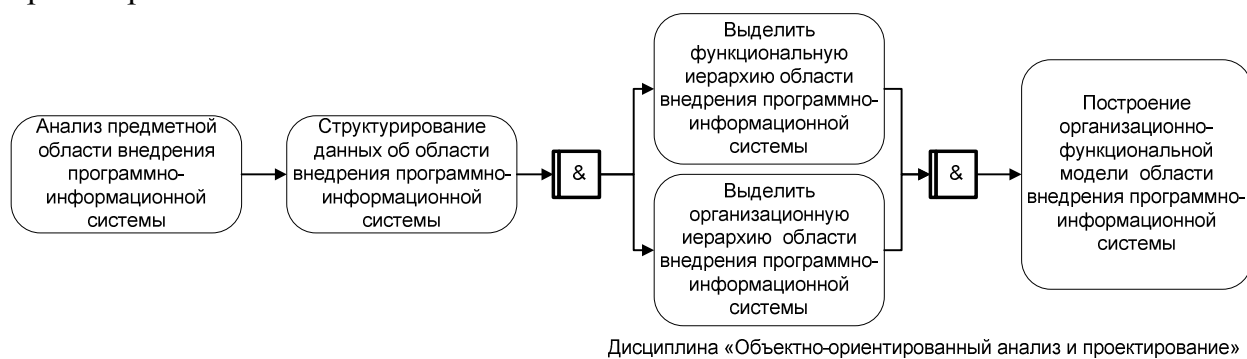 Анализ предметной
области внедрения
программно-
информационной
системы
Структурирование
данных об области
внедрения программно-
информационной
системы
&
Выделить
функциональную
иерархию области
внедрения программно-
информационной
системы
Выделить
организационную
иерархию области
внедрения программно-
информационной
системы
&
Построение
организационно-
функциональной
модели области
внедрения программно-
информационной
системы
Дисциплина «Объектно-ориентированный анализ и проектирование»